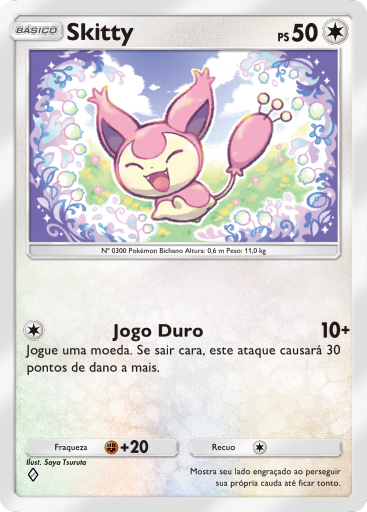 BÁSICO Skitty PS 50
Nº 0300 Pokémon Bichano Altura: 0,6 m Peso: 11,0 kg
Jogo Duro 10+
Jogue uma moeda. Se sair cara, este ataque causará 30
pontos de dano a mais.
Fraqueza +20 Recuo
Ilust. Saya Tsuruta
Mostra seu lado engraçado ao perseguir
sua própria cauda até ficar tonto.